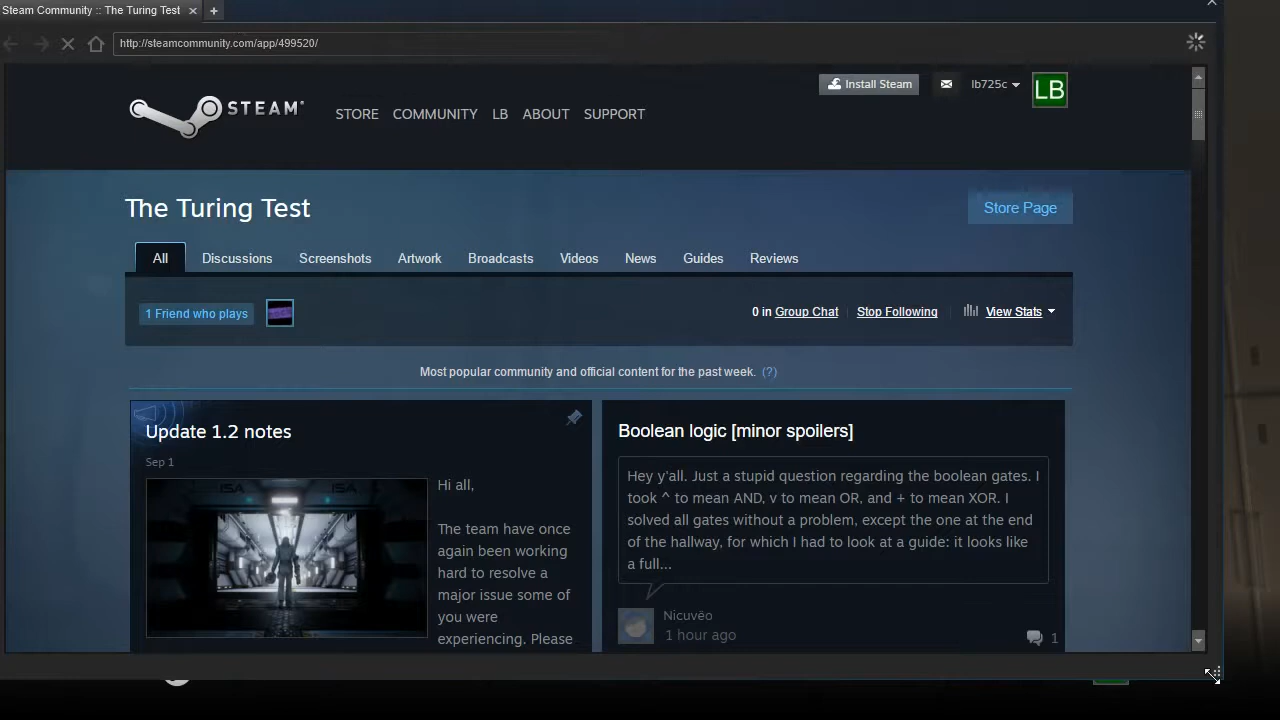 Steam Community :: The Turing Test
http://steamcommunity.com/app/499520/
Install Steam
lb725c
LB
STEAM
STORE COMMUNITY LB ABOUT SUPPORT
The Turing Test
Store Page
All Discussions Screenshots Artwork Broadcasts Videos News Guides Reviews
1 Friend who plays
0 in Group Chat Stop Following View Stats
Most popular community and official content for the past week. (?)
Update 1.2 notes
Sep 1
ISA ISA
Hi all,
The team have once
again been working
hard to resolve a
major issue some of
you were
experiencing. Please
Boolean logic [minor spoilers]
Hey y'all. Just a stupid question regarding the boolean gates. I
took ^ to mean AND, v to mean OR, and + to mean XOR. I
solved all gates without a problem, except the one at the end
of the hallway, for which I had to look at a guide: it looks like
a full...
Nicuvëo
1 hour ago
1